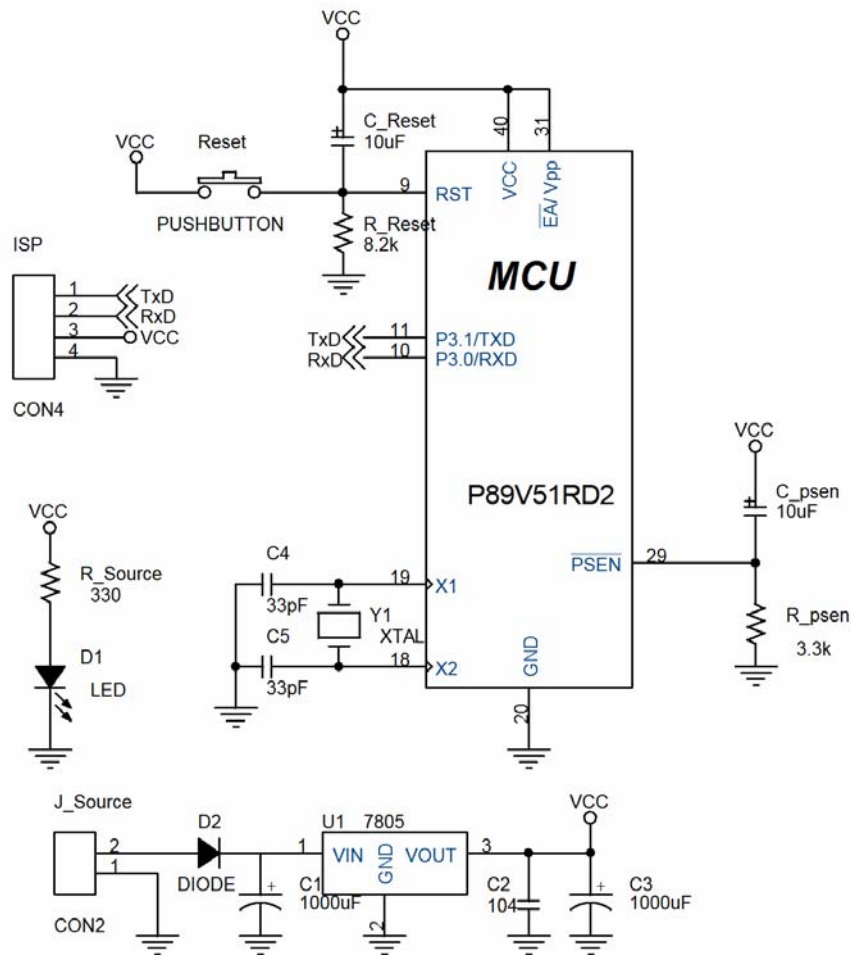 VCC
C_Reset
10uF
40
31
VCC
Reset
VCC
EA/ Vpp
9
RST
PUSHBUTTON
R_Reset
8.2k
MCU
ISP
1
TxD
2
RxD
3
VCC
4
CON4
TxD
11
P3.1/TXD
RxD
10
P3.0/RXD
VCC
P89V51RD2
C_psen
10uF
VCC
C4
PSEN
29
R_Source
330
19
X1
33pF
Y1
R_psen
C5
XTAL
3.3k
D1
18
X2
GND
LED
33pF
20
J_Source
VCC
D2
U1
7805
2
1
VIN
GND
VOUT
3
1
DIODE
C1
1000uF
C2
104
C3
1000uF
2
CON2